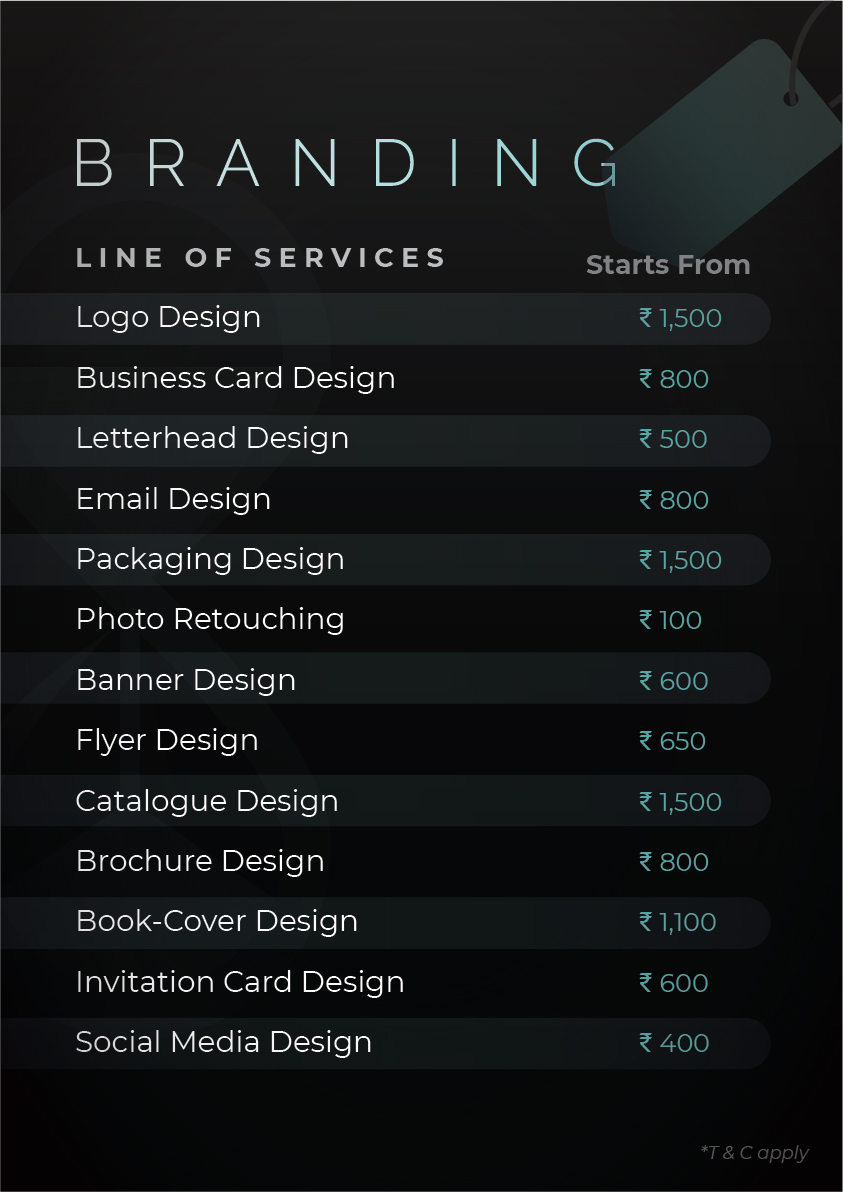 BRANDING
LINE OF SERVICES Starts From
Logo Design ₹ 1,500
Business Card Design ₹ 800
Letterhead Design ₹ 500
Email Design ₹ 800
Packaging Design ₹ 1,500
Photo Retouching ₹ 100
Banner Design ₹ 600
Flyer Design ₹ 650
Catalogue Design ₹ 1,500
Brochure Design ₹ 800
Book-Cover Design ₹ 1,100
Invitation Card Design ₹ 600
Social Media Design ₹ 400
*T & C apply